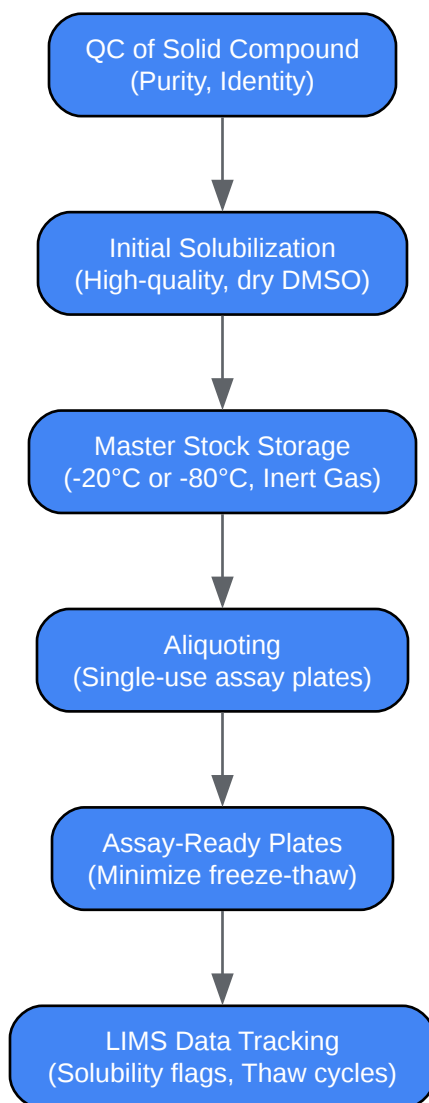 QC of Solid Compound
(Purity, Identity)
Initial Solubilization
(High-quality, dry DMSO)
Master Stock Storage
(-20°C or -80°C, Inert Gas)
Aliquoting
(Single-use assay plates)
Assay-Ready Plates
(Minimize freeze-thaw)
LIMS Data Tracking
(Solubility flags, Thaw cycles)